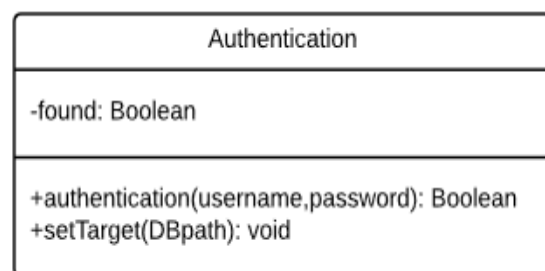 Authentication
-found: Boolean
+authentication(username,password): Boolean
+setTarget(DBpath): void